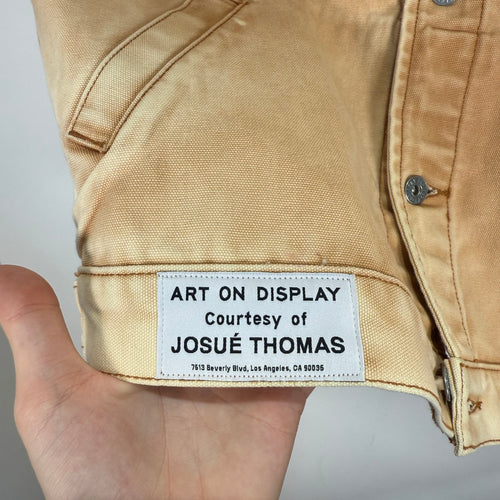 ART ON DISPLAY
Courtesy of
JOSUÉ THOMAS
7613 Beverly Blvd, Los Angeles, CA 90036